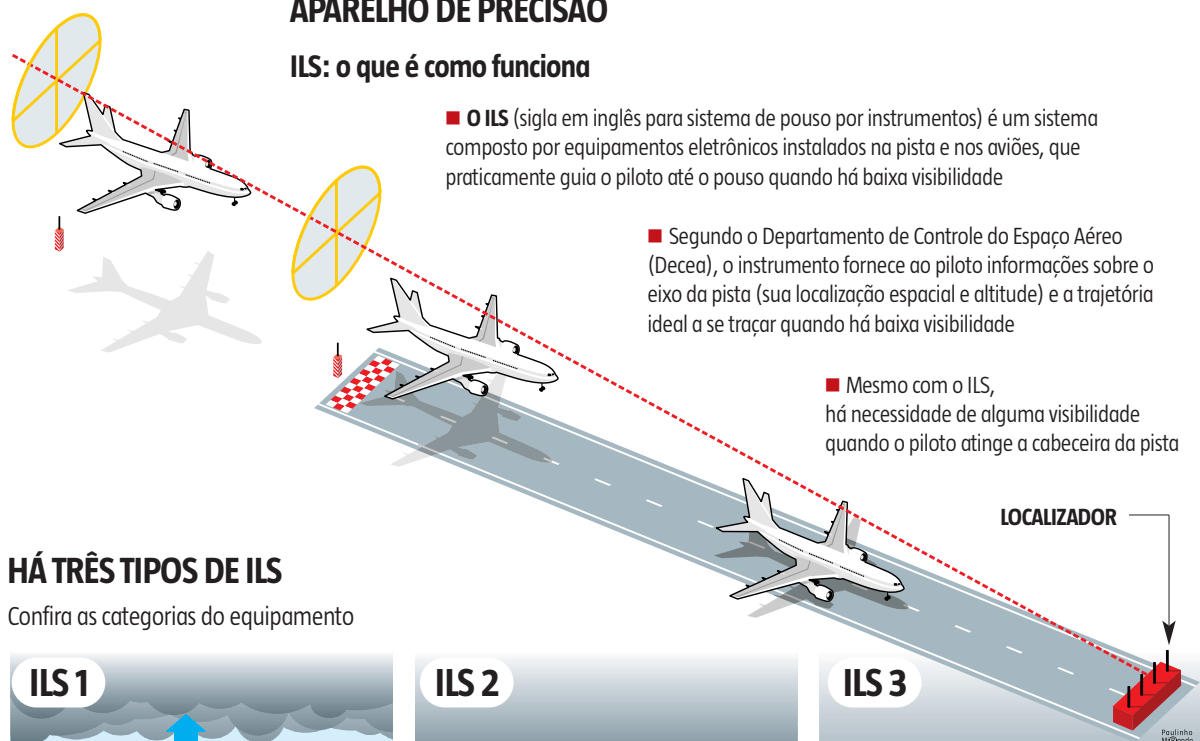 APARELHO DE PRECISÃO
ILS: o que é como funciona
■ O ILS (sigla em inglês para sistema de pouso por instrumentos) é um sistema
composto por equipamentos eletrônicos instalados na pista e nos aviões, que
praticamente guia o piloto até o pouso quando há baixa visibilidade
■ Segundo o Departamento de Controle do Espaço Aéreo
(Decea), o instrumento fornece ao piloto informações sobre o
eixo da pista (sua localização espacial e altitude) e a trajetória
ideal a se traçar quando há baixa visibilidade
■ Mesmo com o ILS,
há necessidade de alguma visibilidade
quando o piloto atinge a cabeceira da pista
LOCALIZADOR
HÁ TRÊS TIPOS DE ILS
Confira as categorias do equipamento
ILS 1
ILS 2
ILS 3
Paulinho